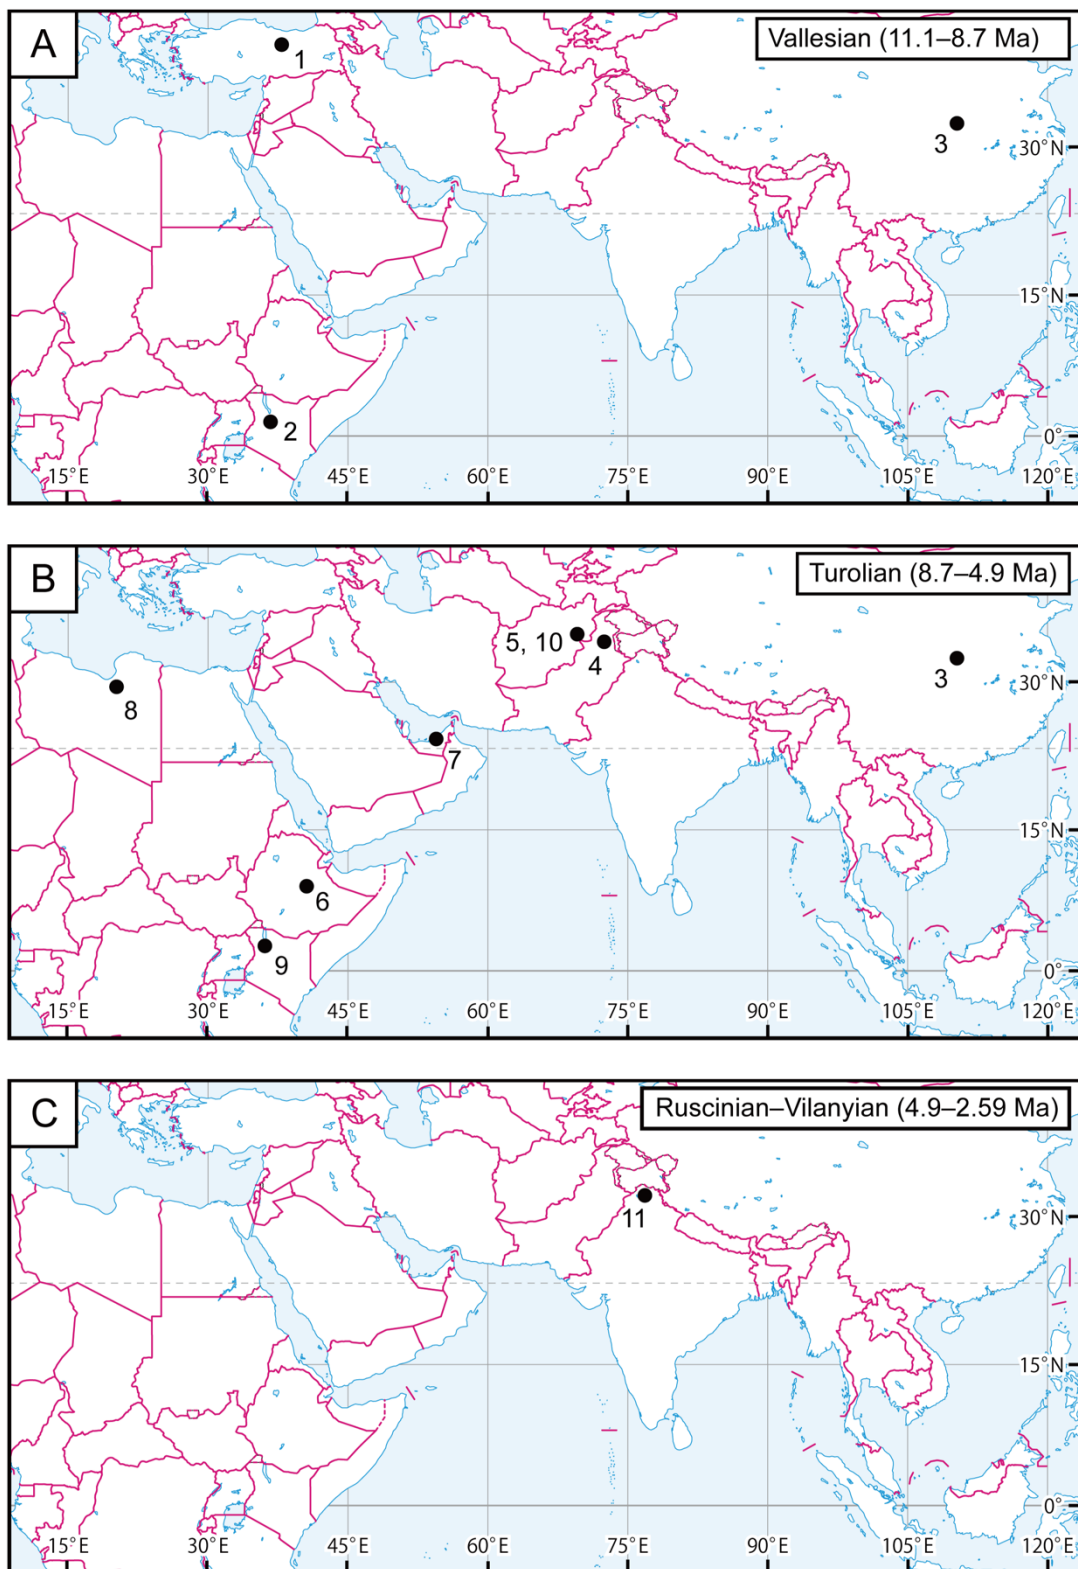 A
Vallesian (11.1–8.7 Ma)
1
3
30°N
15°N
2
0°
15°E 30°E 45°E 60°E 75°E 90°E 105°E 120°E
B
Turolian (8.7–4.9 Ma)
5, 10
4
3
30°N
8
7
15°N
6
9
0°
15°E 30°E 45°E 60°E 75°E 90°E 105°E 120°E
C
Ruscinian–Vilanyian (4.9–2.59 Ma)
11
30°N
15°N
0°
15°E 30°E 45°E 60°E 75°E 90°E 105°E 120°E